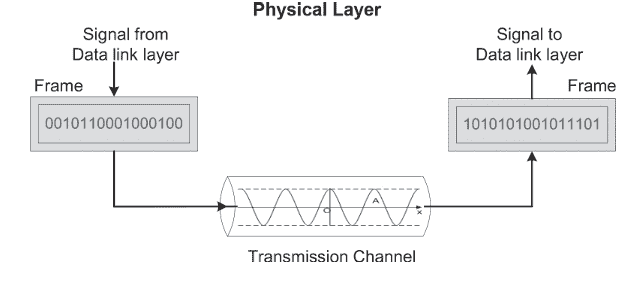 Physical Layer
Signal from
Data link layer
Signal to
Data link layer
Frame
Frame
0010110001000100
1010101001011101
O
A
x
Transmission Channel